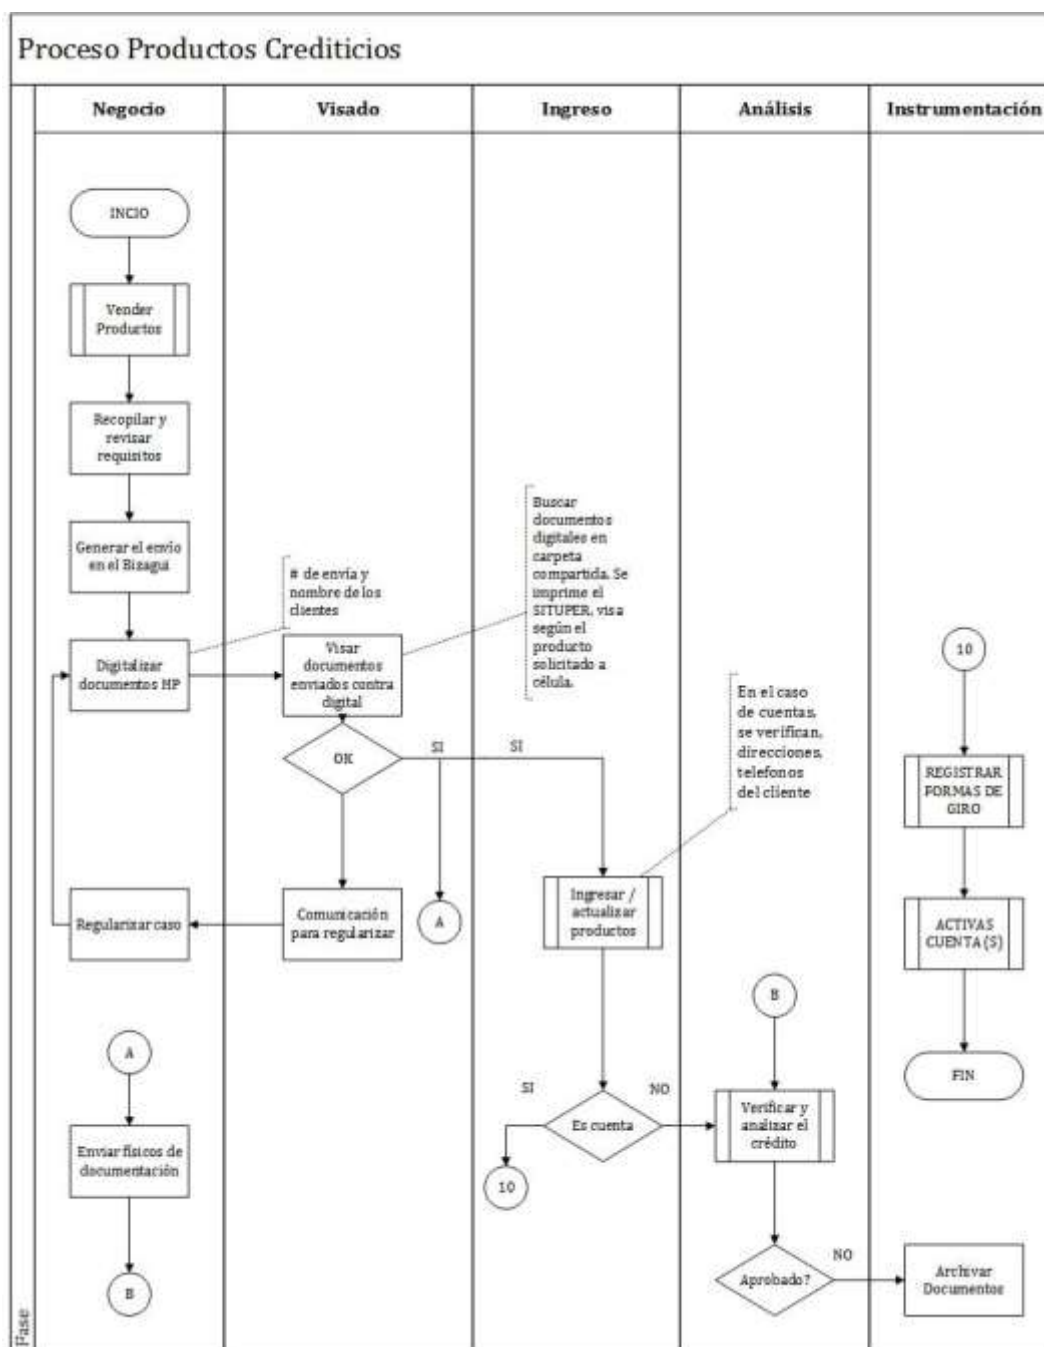 Proceso Productos Crediticios
Negocio
Visado
Ingreso
Análisis
Instrumentación
Fase
INCIO
Vender
Productos
Recopilar y
revisar
requisitos
Generar el envío
en el Bizagui
Digitalizar
documentos HP
# de envía y
nombre de los
clientes
Visar
documentos
enviados contra
digital
Buscar
documentos
digitales en
carpeta
compartida. Se
imprime el
SITUPER, visa
según el
producto
solicitado a
célula.
OK
SI
SI
A
Comunicación
para regularizar
Regularizar caso
A
Enviar físicos de
documentación
B
En el caso
de cuentas,
se verifican,
direcciones,
telefonos
del cliente
Ingresar /
actualizar
productos
Es cuenta
SI
NO
10
B
Verificar y
analizar el
crédito
Aprobado?
NO
10
REGISTRAR
FORMAS DE
GIRO
ACTIVAS
CUENTA (S)
FIN
Archivar
Documentos